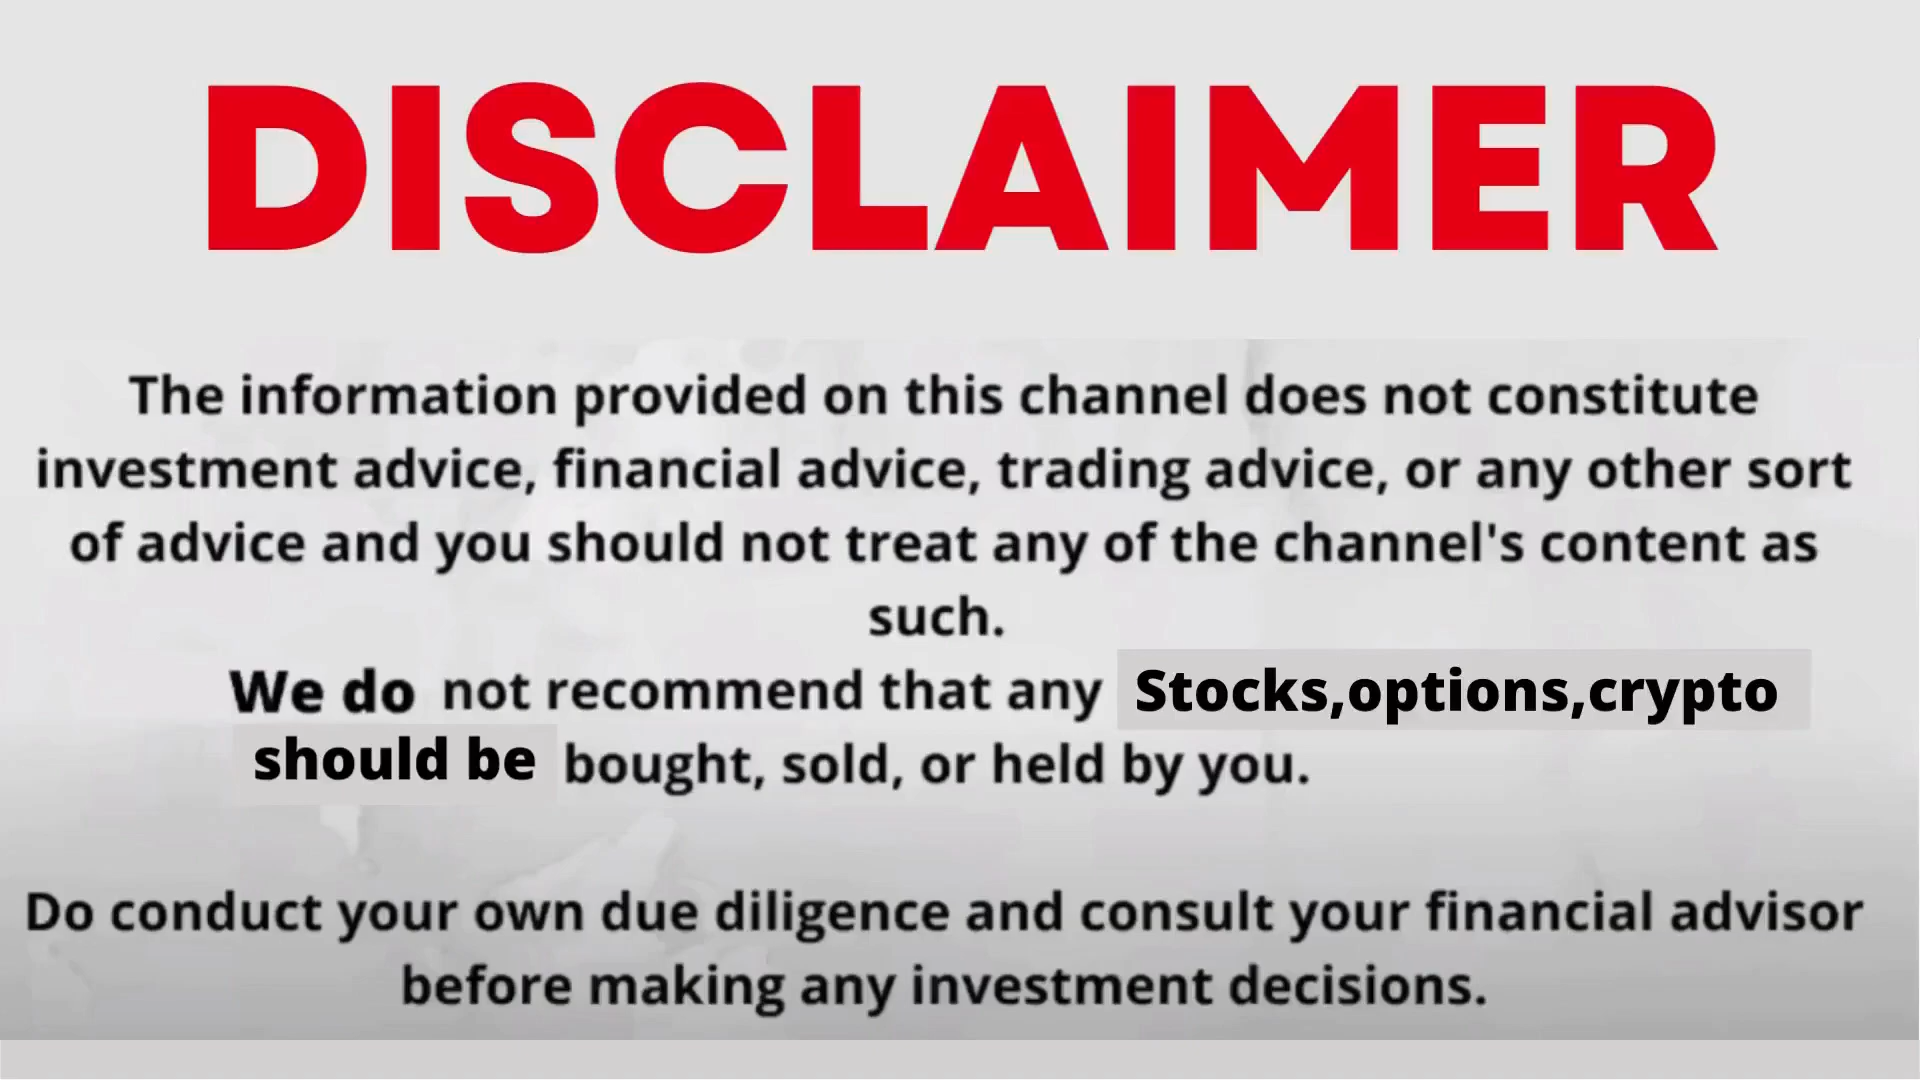 DISCLAIMER
The information provided on this channel does not constitute
investment advice, financial advice, trading advice, or any other sort
of advice and you should not treat any of the channel's content as
such.
We do not recommend that any Stocks,options,crypto
should be bought, sold, or held by you.
Do conduct your own due diligence and consult your financial advisor
before making any investment decisions.